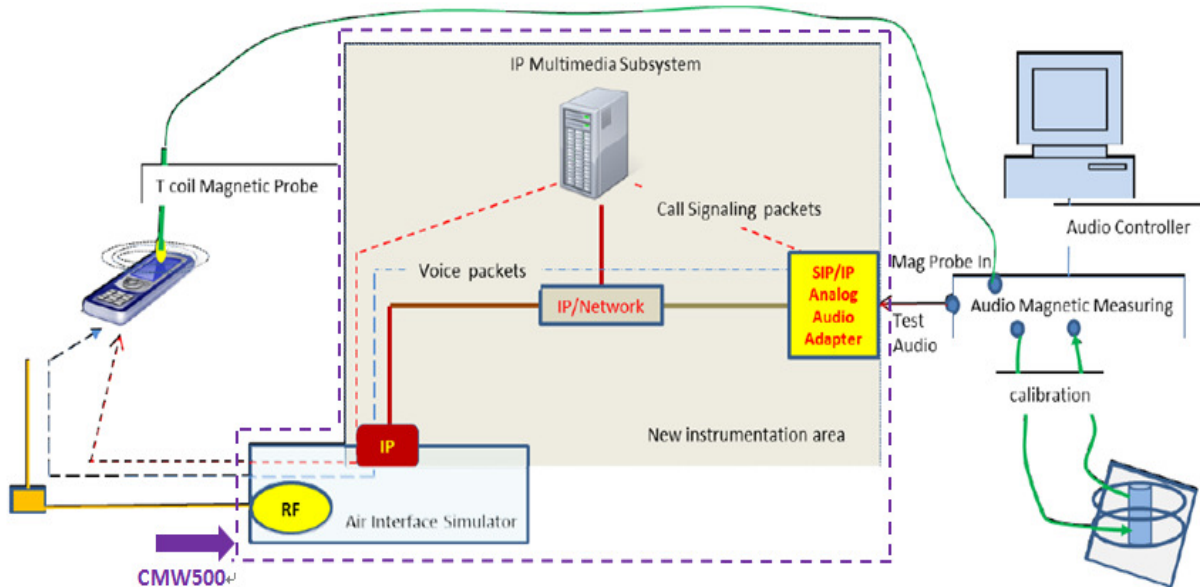 IP Multimedia Subsystem
T coil Magnetic Probe
Call Signaling packets
Audio Controller
Voice packets
Mag Probe In
SIP/IP
Analog
Audio
Adapter
IP/Network
Audio Magnetic Measuring
Test
Audio
calibration
IP
New instrumentation area
RF
Air Interface Simulator
CMW500